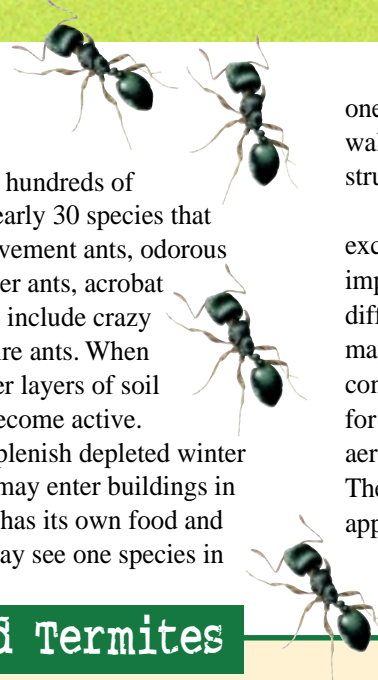 hundreds of
early 30 species that
vement ants, odorous
er ants, acrobat
include crazy
ire ants. When
er layers of soil
ecome active.
plenish depleted winter
may enter buildings in
has its own food and
ay see one species in
d Termites
one
wal
stru
exc
imp
diff
ma
con
for
aer
The
app